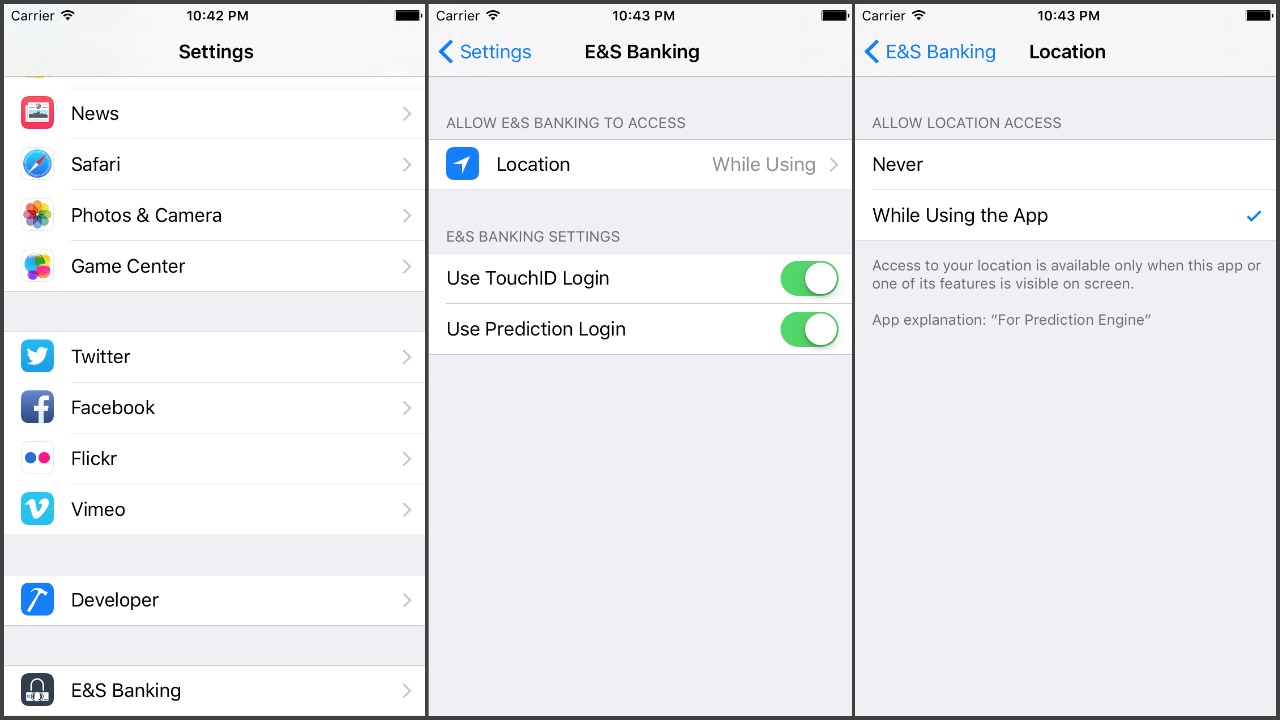 Carrier 10:42 PM
Settings
News
Safari
Photos & Camera
Game Center
Twitter
Facebook
Flickr
Vimeo
Developer
E&S Banking
Carrier 10:43 PM
Settings E&S Banking
ALLOW E&S BANKING TO ACCESS
Location While Using
E&S BANKING SETTINGS
Use TouchID Login
Use Prediction Login
Carrier 10:43 PM
E&S Banking Location
ALLOW LOCATION ACCESS
Never
While Using the App
Access to your location is available only when this app or
one of its features is visible on screen.
App explanation: “For Prediction Engine”